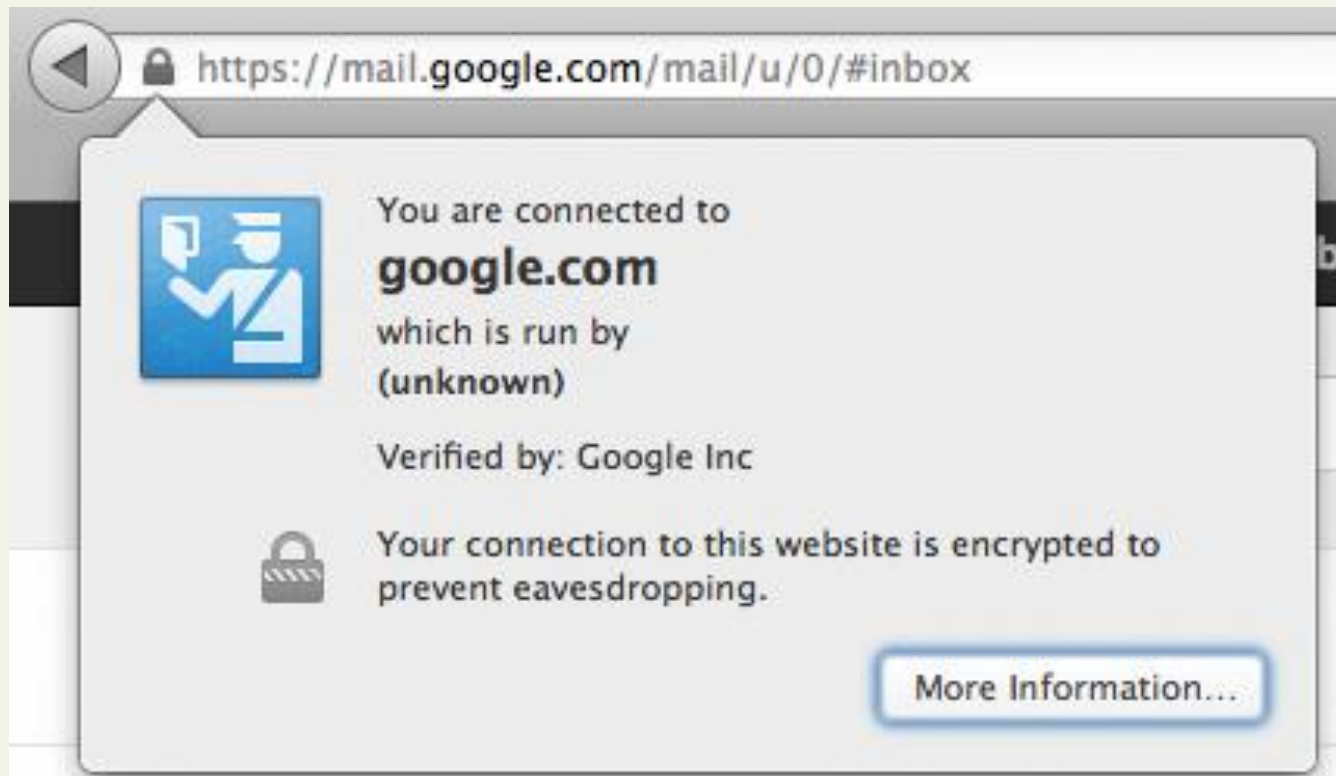 https://mail.google.com/mail/u/0/#inbox
You are connected to
google.com
which is run by
(unknown)
Verified by: Google Inc
Your connection to this website is encrypted to
prevent eavesdropping.
More Information...